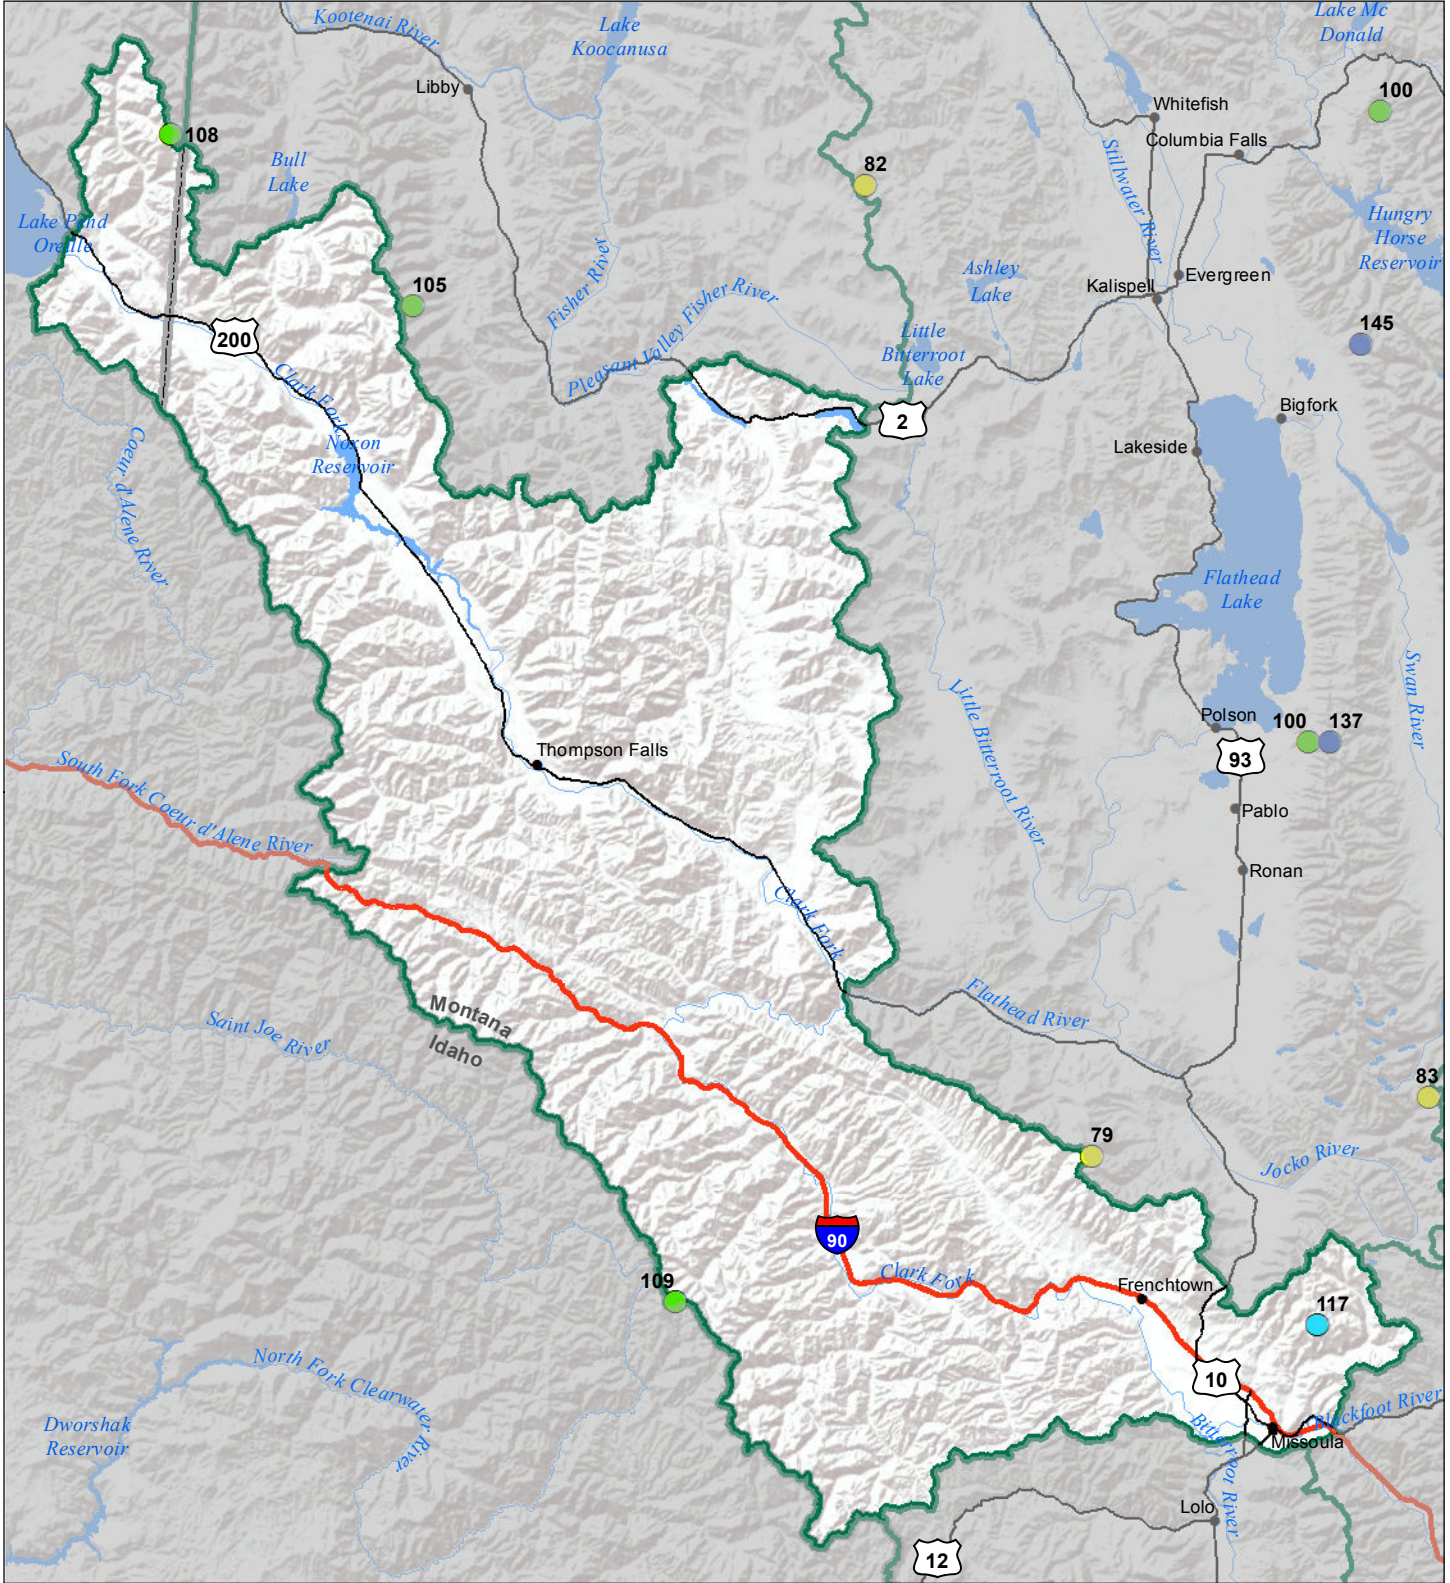 Kootenai River
Lake
Koocanusa
Lake Mc
Donald
Libby
100
Whitefish
108
Columbia Falls
Bull
Lake
82
Stillwater River
Lake Pend
Oreille
Hungry
Horse
Reservoir
Fisher River
Ashley
Lake
Evergreen
105
Kalispell
Pleasant Valley Fisher River
200
Little
Bitterroot
Lake
145
Clark Fork
2
Bigfork
Noxon
Reservoir
Lakeside
Coeur d'Alene River
Flathead
Lake
Swan River
Little Bitterroot River
Polson
100
137
Thompson Falls
93
South Fork Coeur d'Alene River
Pablo
Ronan
Clark Fork
Flathead River
Montana
Idaho
Saint Joe River
83
79
Jocko River
90
Clark Fork
109
Frenchtown
117
North Fork Clearwater River
10
Dworshak
Reservoir
Blackfoot River
Bitterroot River
Missoula
Lolo
12